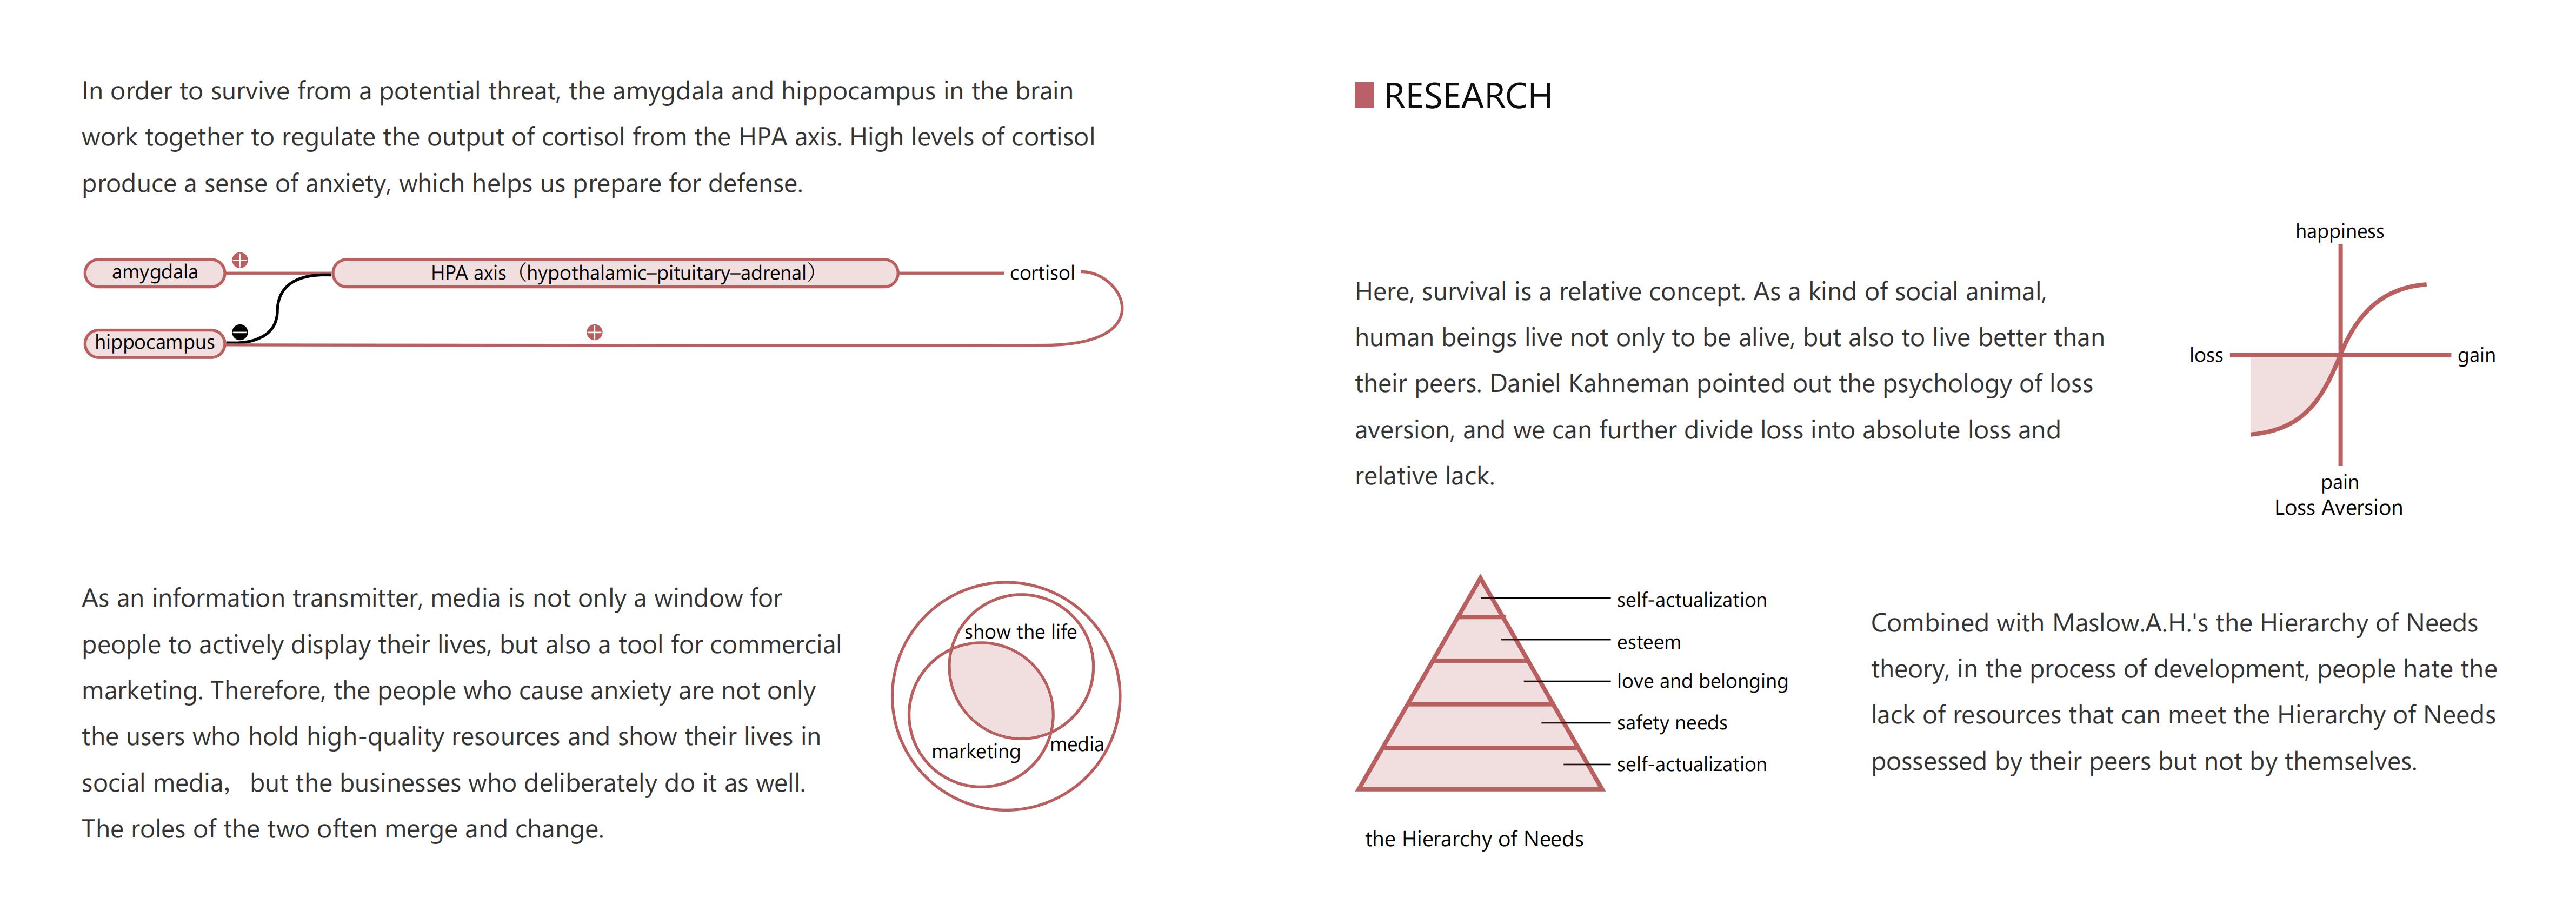 In order to survive from a potential threat, the amygdala and hippocampus in the brain
work together to regulate the output of cortisol from the HPA axis. High levels of cortisol
produce a sense of anxiety, which helps us prepare for defense.
amygdala
HPA axis（hypothalamic–pituitary–adrenal）
cortisol
hippocampus
As an information transmitter, media is not only a window for
people to actively display their lives, but also a tool for commercial
marketing. Therefore, the people who cause anxiety are not only
the users who hold high-quality resources and show their lives in
social media， but the businesses who deliberately do it as well.
The roles of the two often merge and change.
show the life
marketing
media
RESEARCH
Here, survival is a relative concept. As a kind of social animal,
human beings live not only to be alive, but also to live better than
their peers. Daniel Kahneman pointed out the psychology of loss
aversion, and we can further divide loss into absolute loss and
relative lack.
happiness
loss
gain
pain
Loss Aversion
self-actualization
esteem
love and belonging
safety needs
self-actualization
the Hierarchy of Needs
Combined with Maslow.A.H.'s the Hierarchy of Needs
theory, in the process of development, people hate the
lack of resources that can meet the Hierarchy of Needs
possessed by their peers but not by themselves.